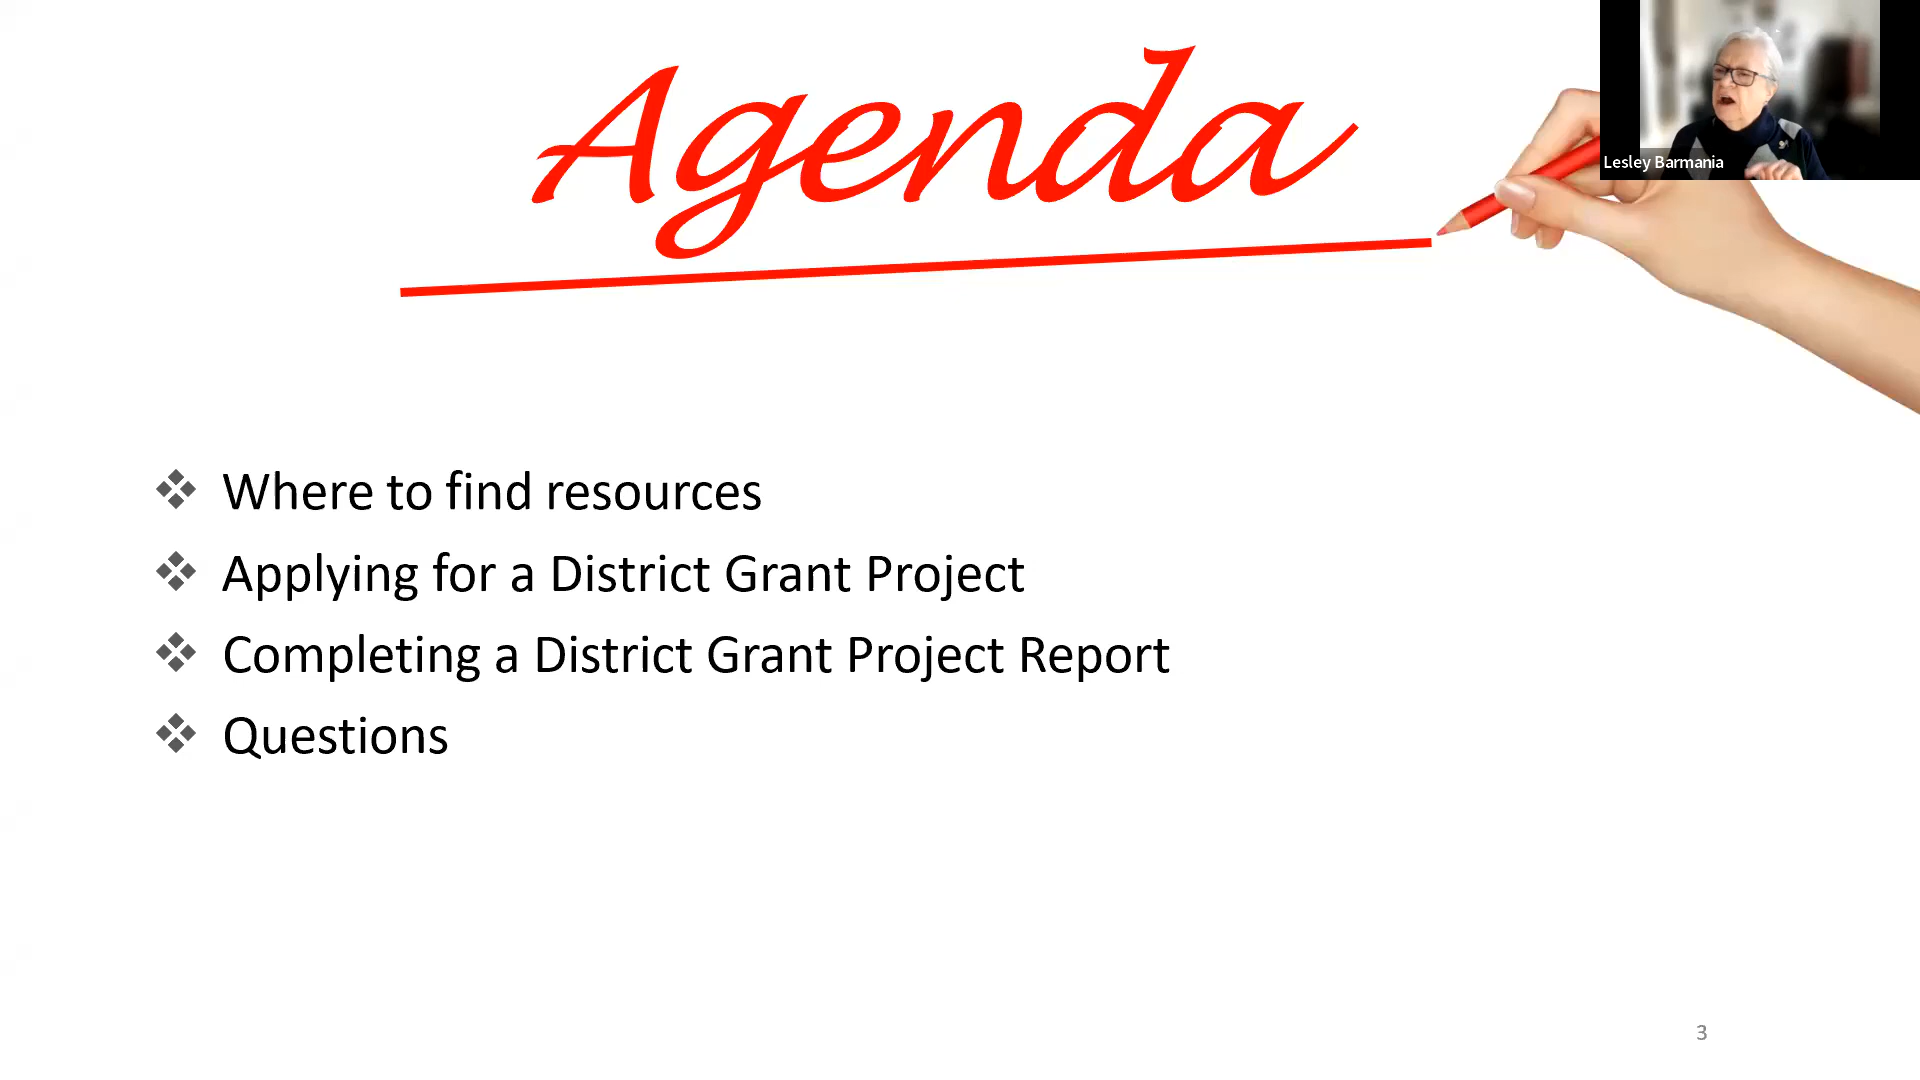 Agenda
Lesley Barmania
Where to find resources
Applying for a District Grant Project
Completing a District Grant Project Report
Questions
3